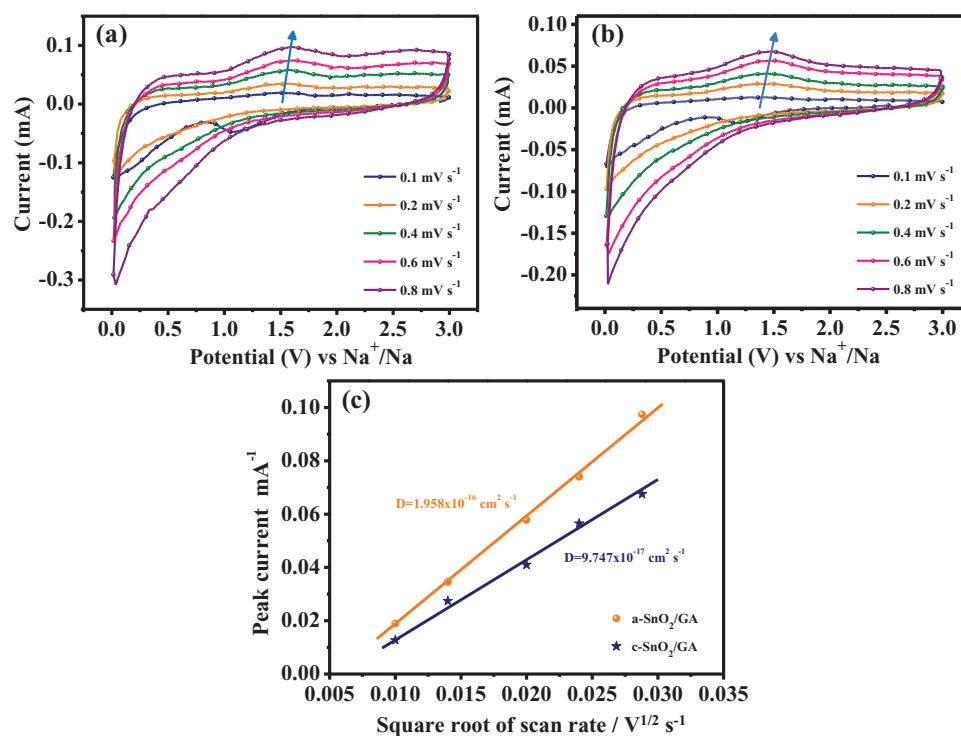 (a)
0.1
0.0
-0.1
-0.2
-0.3
Current (mA)
0.1 mV s⁻¹
0.2 mV s⁻¹
0.4 mV s⁻¹
0.6 mV s⁻¹
0.8 mV s⁻¹
0.0 0.5 1.0 1.5 2.0 2.5 3.0
Potential (V) vs Na⁺/Na
(b)
0.10
0.05
0.00
-0.05
-0.10
-0.15
-0.20
Current (mA)
0.1 mV s⁻¹
0.2 mV s⁻¹
0.4 mV s⁻¹
0.6 mV s⁻¹
0.8 mV s⁻¹
0.0 0.5 1.0 1.5 2.0 2.5 3.0
Potential (V) vs Na⁺/Na
(c)
0.10
0.08
0.06
0.04
0.02
0.00
Peak current mA⁻¹
D=1.958x10⁻¹⁶ cm² s⁻¹
D=9.747x10⁻¹⁷ cm² s⁻¹
a-SnO₂/GA
c-SnO₂/GA
0.005 0.010 0.015 0.020 0.025 0.030 0.035
Square root of scan rate / V¹ᐟ² s⁻¹